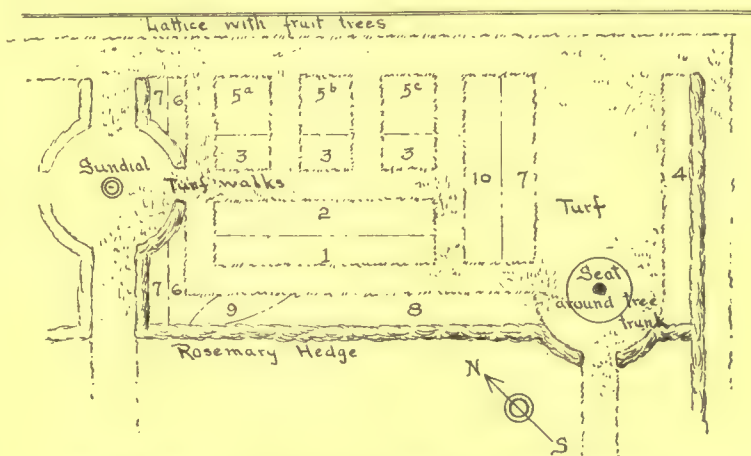 Lattice with fruit trees
7 6 5a 5b 5c
3 3 3 10 7 4
Sundial
Turf walks
Turf
2
1
Seat
around tree
trunk
7 6 9 8
Rosemary Hedge
N
S